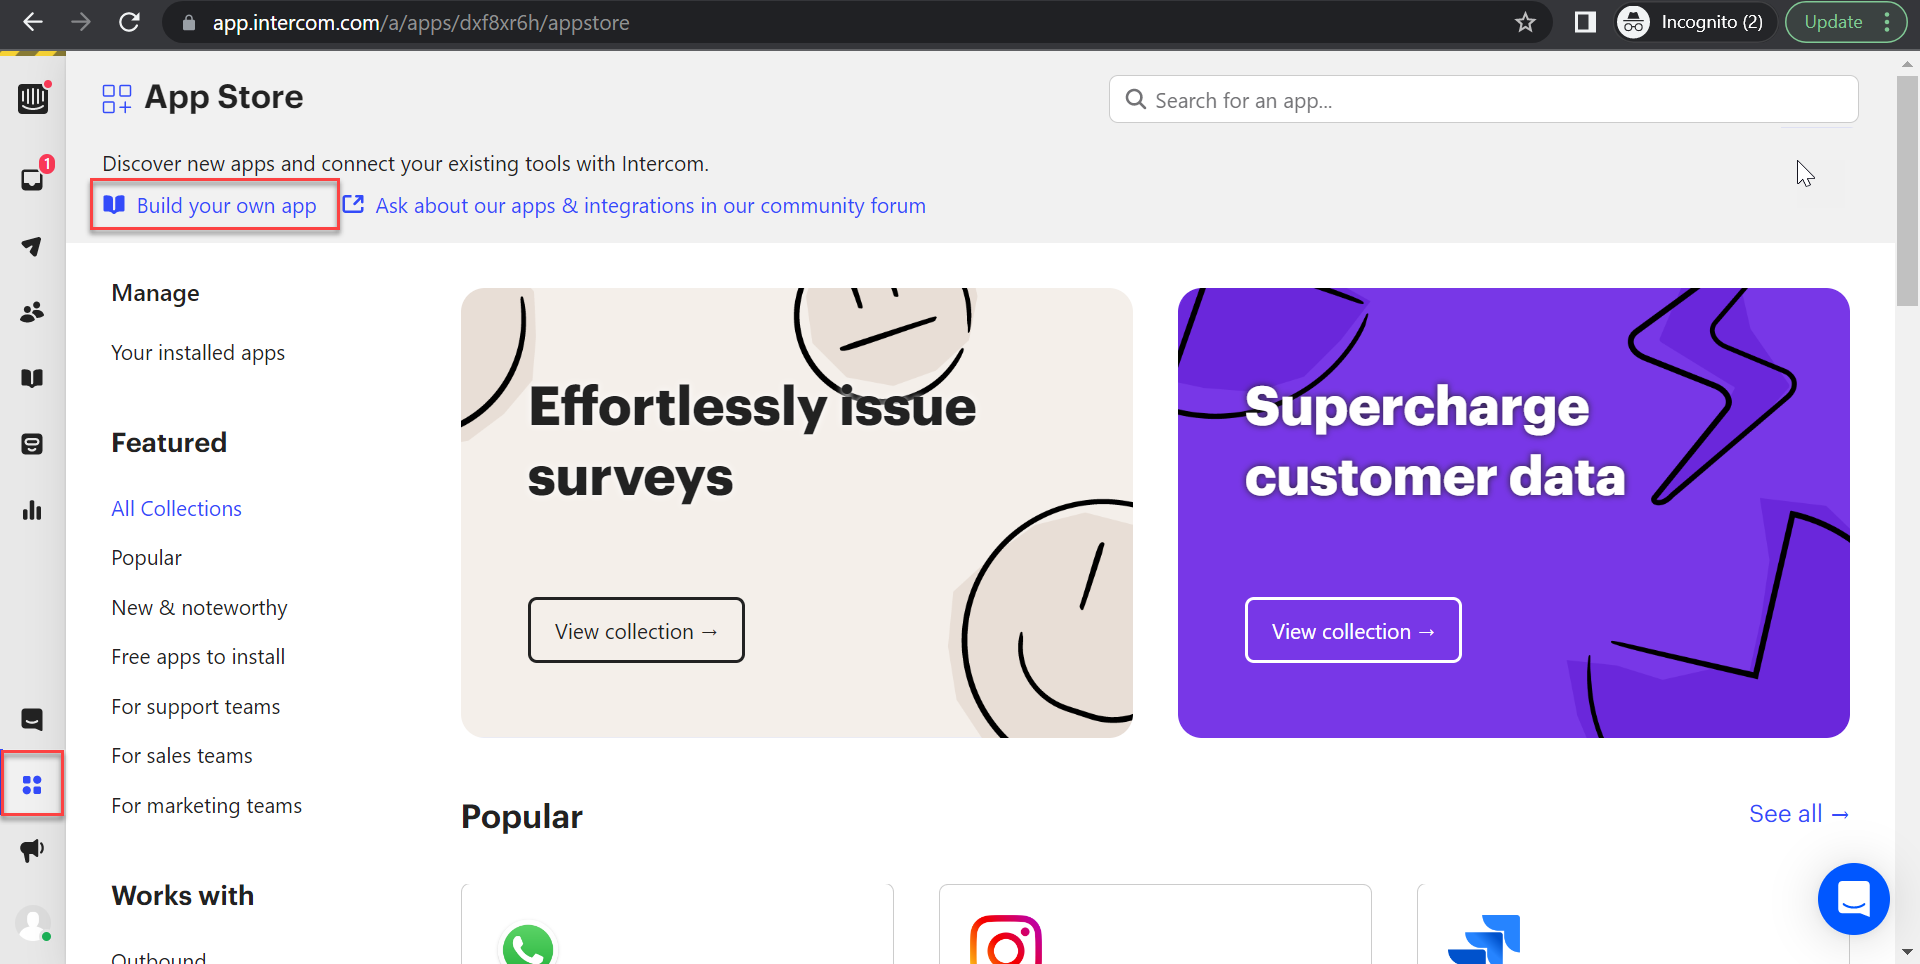 app.intercom.com/a/apps/dxf8xr6h/appstore
Incognito (2)
Update
App Store
Search for an app...
1
Discover new apps and connect your existing tools with Intercom.
Build your own app
Ask about our apps & integrations in our community forum
Manage
Your installed apps
Featured
All Collections
Popular
New & noteworthy
Free apps to install
For support teams
For sales teams
For marketing teams
Works with
Outbound
Effortlessly issue
surveys
View collection →
Supercharge
customer data
View collection →
Popular
See all →